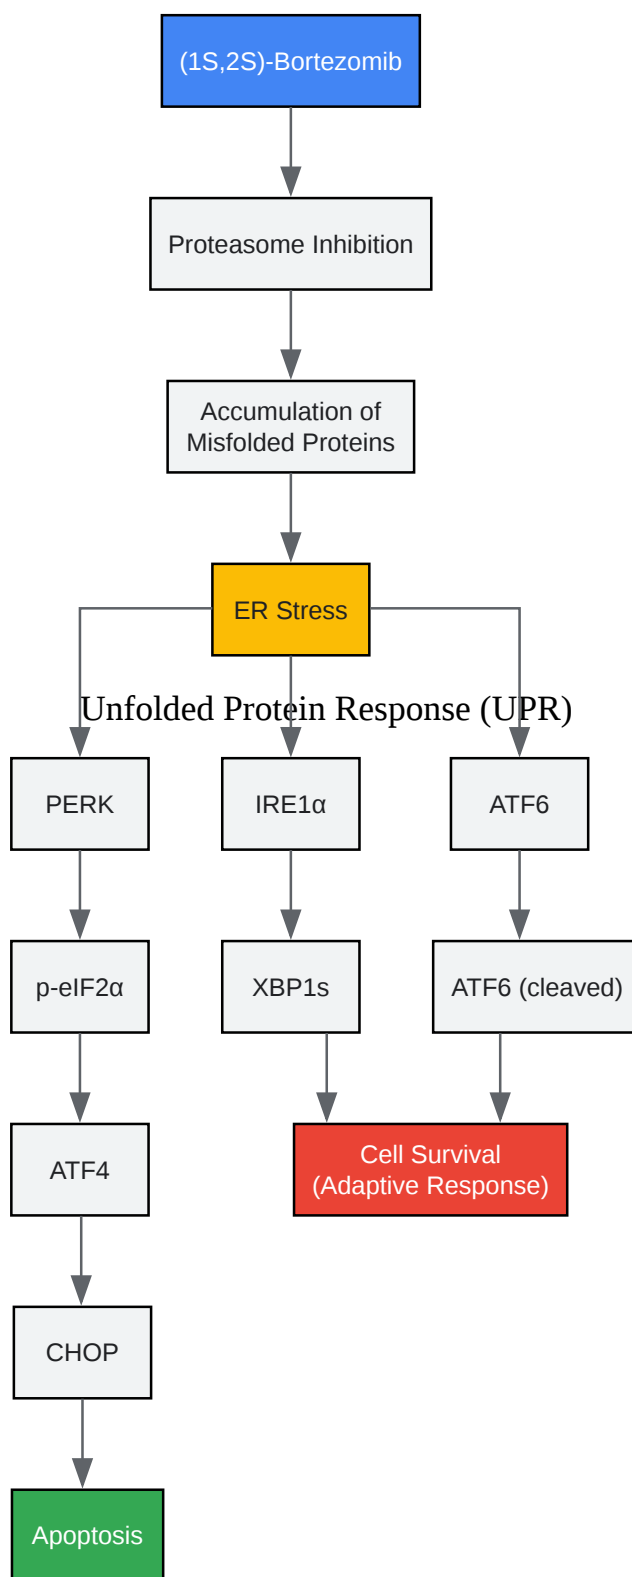 (1S,2S)-Bortezomib
Proteasome Inhibition
Accumulation of
Misfolded Proteins
ER Stress
Unfolded Protein Response (UPR)
PERK
IRE1α
ATF6
p-eIF2α
XBP1s
ATF6 (cleaved)
ATF4
Cell Survival
(Adaptive Response)
CHOP
Apoptosis